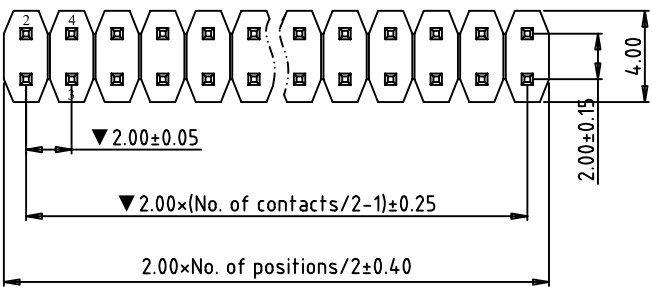 2 4
3
4.00
2.00±0.15
▼2.00±0.05
▼2.00×(No. of contacts/2-1)±0.25
2.00×No. of positions/2±0.40